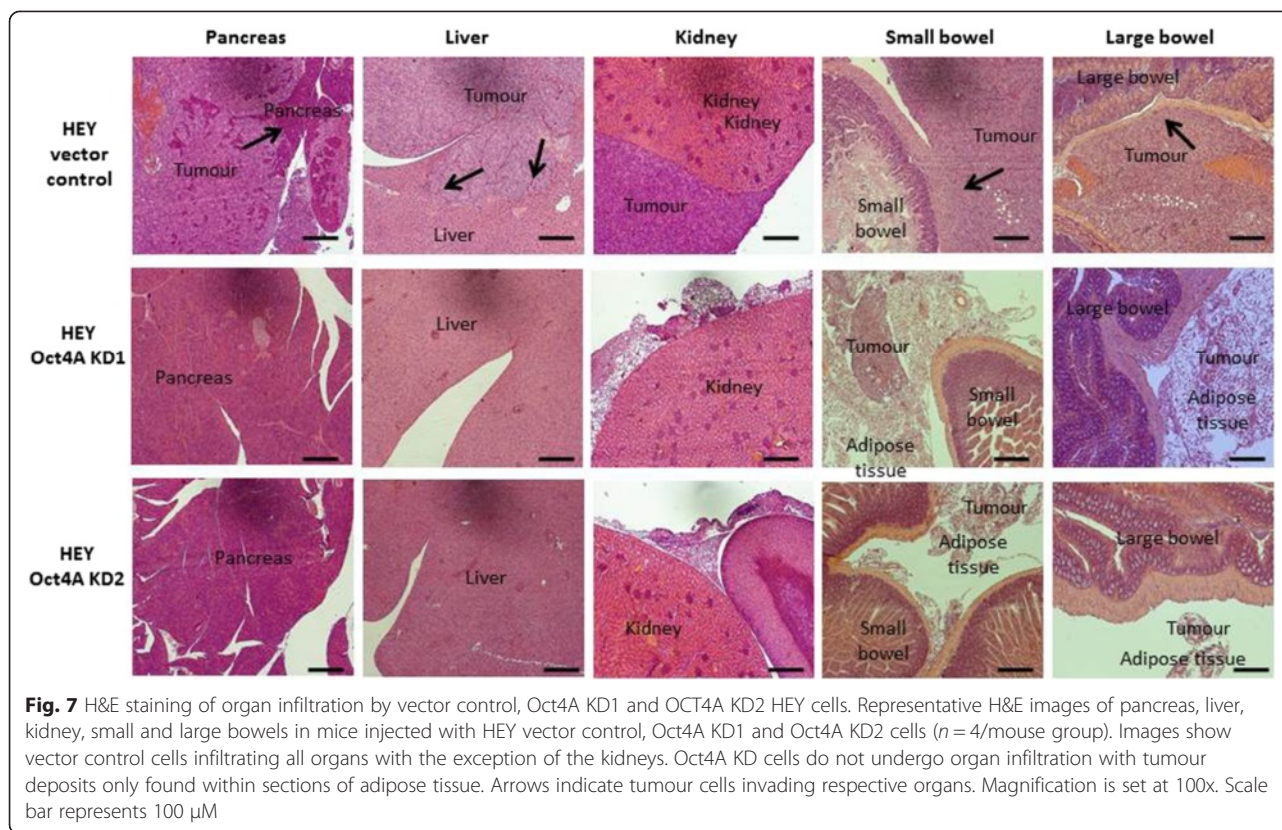 Pancreas Liver Kidney Small bowel Large bowel
HEY
vector
control
Pancreas
Tumour
Tumour
Liver
Kidney
Kidney
Tumour
Tumour
Small
bowel
Large bowel
Tumour
HEY
Oct4A KD1
Pancreas
Liver
Kidney
Tumour
Small
bowel
Adipose
tissue
Large bowel
Tumour
Adipose
tissue
HEY
Oct4A KD2
Pancreas
Liver
Kidney
Tumour
Adipose
tissue
Small
bowel
Large bowel
Tumour
Adipose tissue
Fig. 7 H&E staining of organ infiltration by vector control, Oct4A KD1 and OCT4A KD2 HEY cells. Representative H&E images of pancreas, liver,
kidney, small and large bowels in mice injected with HEY vector control, Oct4A KD1 and Oct4A KD2 cells (n = 4/mouse group). Images show
vector control cells infiltrating all organs with the exception of the kidneys. Oct4A KD cells do not undergo organ infiltration with tumour
deposits only found within sections of adipose tissue. Arrows indicate tumour cells invading respective organs. Magnification is set at 100x. Scale
bar represents 100 μM